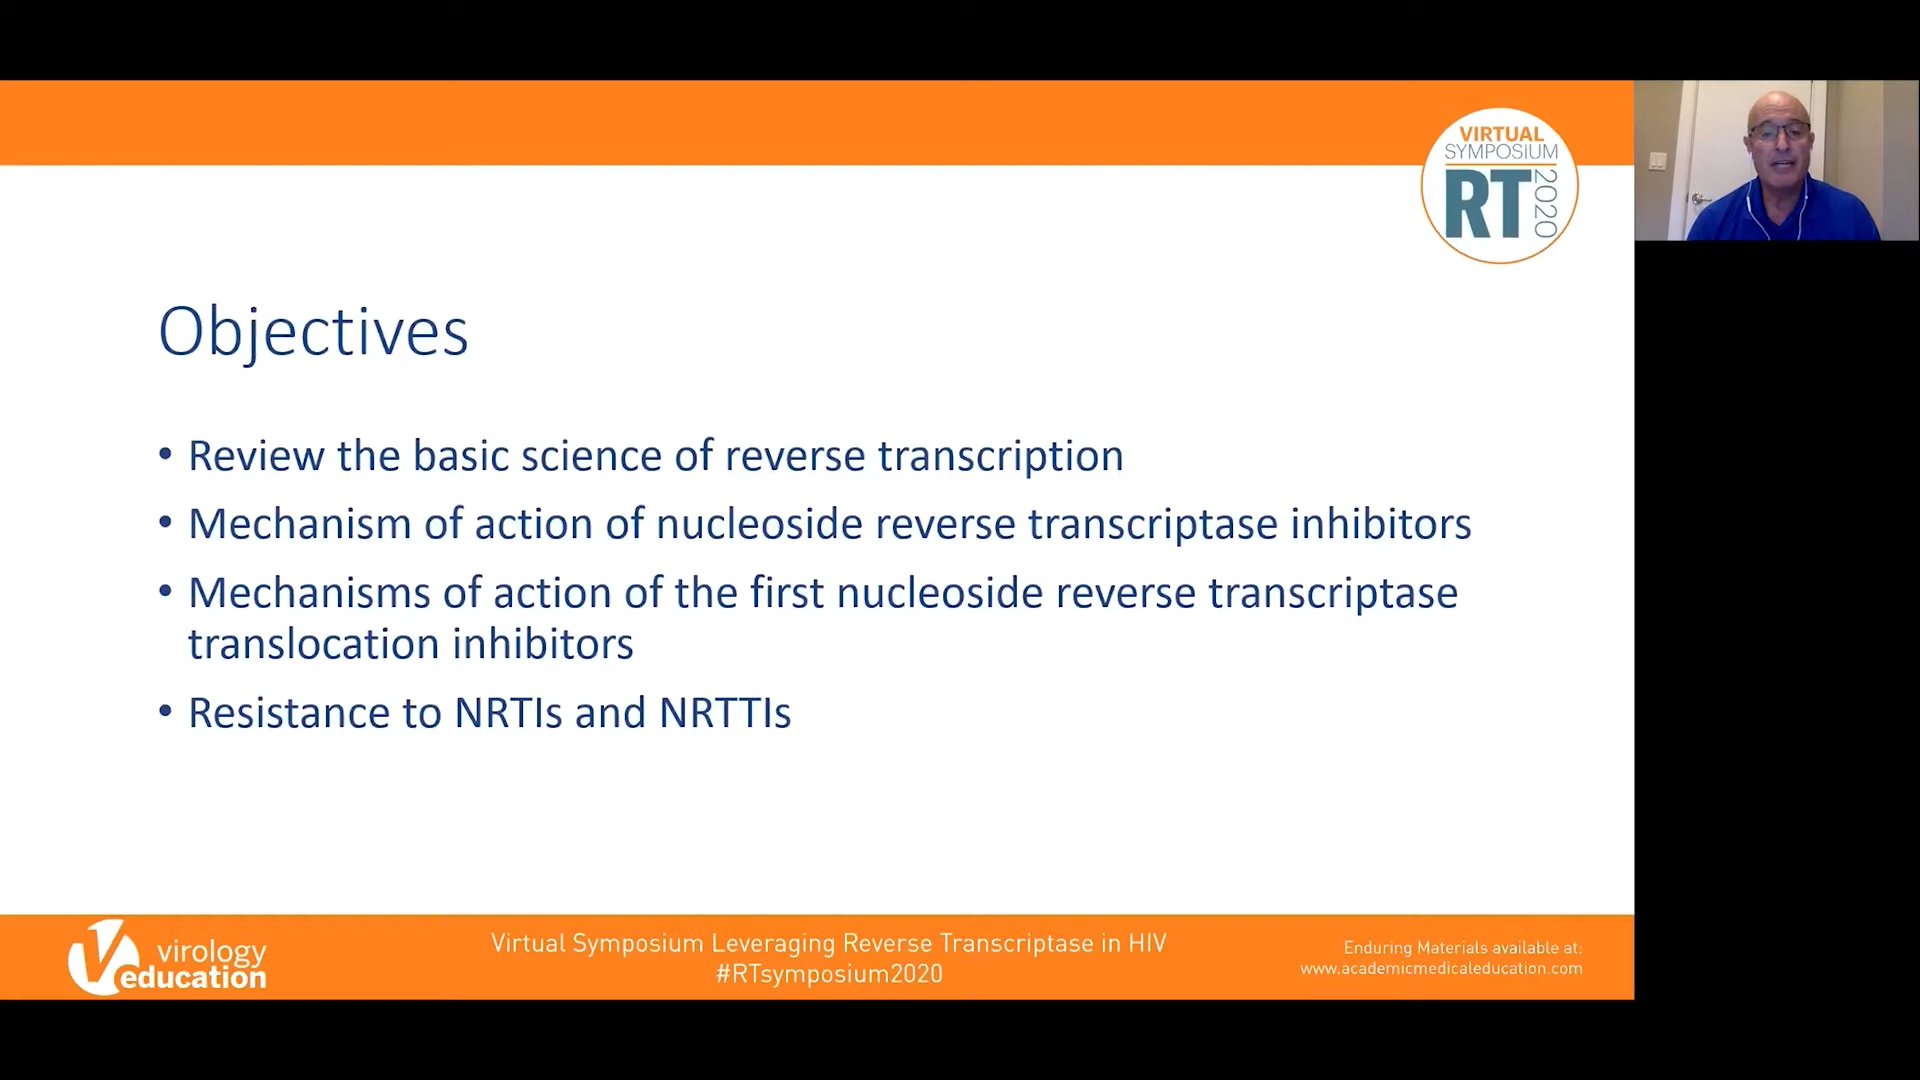 VIRTUAL
SYMPOSIUM
RT 2020
Objectives
• Review the basic science of reverse transcription
• Mechanism of action of nucleoside reverse transcriptase inhibitors
• Mechanisms of action of the first nucleoside reverse transcriptase
translocation inhibitors
• Resistance to NRTIs and NRTTIs
virology
education
Virtual Symposium Leveraging Reverse Transcriptase in HIV
#RTsymposium2020
Enduring Materials available at:
www.academicmedicaleducation.com